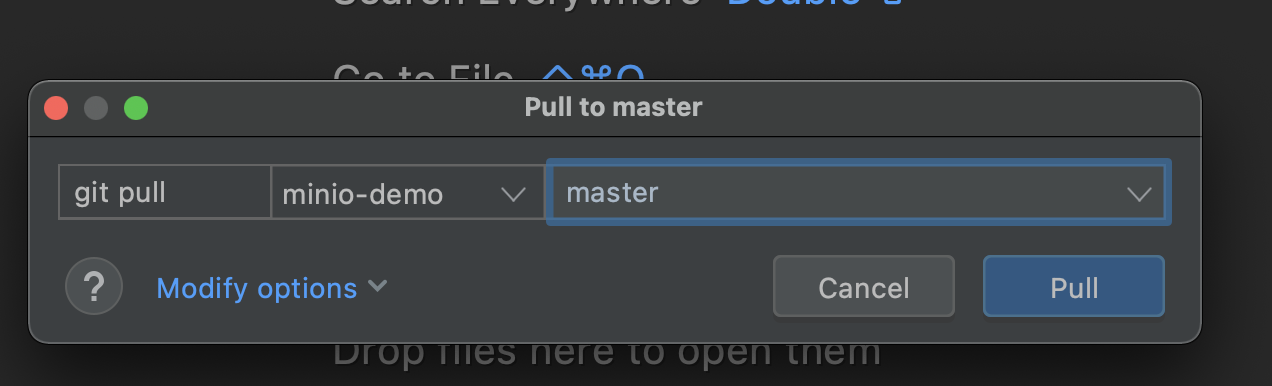 Search Everywhere Double ⇧
Go to File ⇧⌘O
Pull to master
git pull minio-demo master
? Modify options Cancel Pull
Drop files here to open them